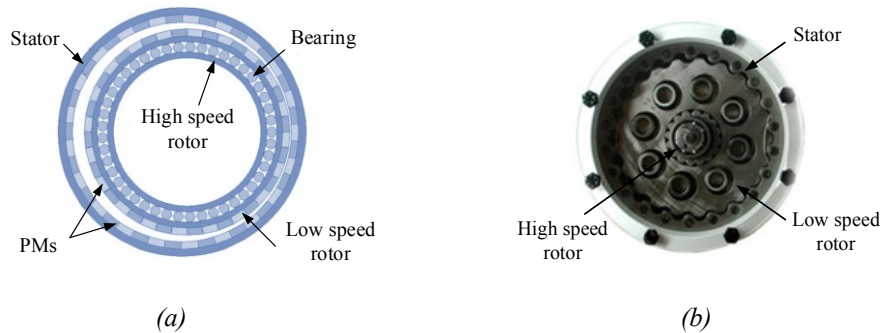 Stator
Bearing
High speed
rotor
PMs
Low speed
rotor
(a)
Stator
High speed
rotor
Low speed
rotor
(b)